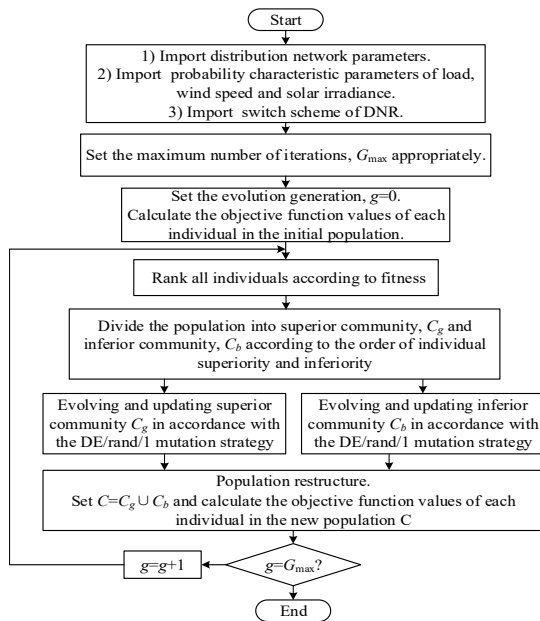 Start
1) Import distribution network parameters.
2) Import probability characteristic parameters of load,
wind speed and solar irradiance.
3) Import switch scheme of DNR.
Set the maximum number of iterations, Gmax appropriately.
Set the evolution generation, g=0.
Calculate the objective function values of each
individual in the initial population.
Rank all individuals according to fitness
Divide the population into superior community, Cg and
inferior community, Cb according to the order of individual
superiority and inferiority
Evolving and updating superior
community Cg in accordance with
the DE/rand/1 mutation strategy
Evolving and updating inferior
community Cb in accordance with
the DE/rand/1 mutation strategy
Population restructure.
Set C=Cg ∪ Cb and calculate the objective function values of each
individual in the new population C
g=g+1
g=Gmax?
End